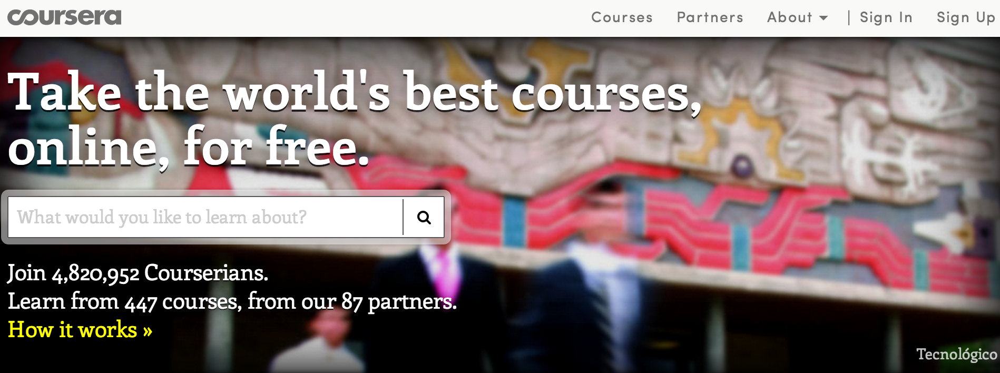 coursera
Courses Partners About | Sign In Sign Up
Take the world's best courses,
online, for free.
What would you like to learn about?
Join 4,820,952 Courserians.
Learn from 447 courses, from our 87 partners.
How it works »
Tecnológico